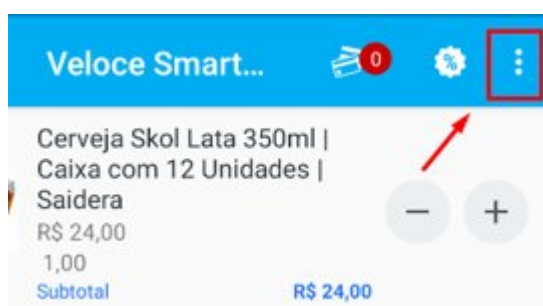 Veloce Smart... 0 %
Cerveja Skol Lata 350ml |
Caixa com 12 Unidades |
Saidera
R$ 24,00
1,00
Subtotal R$ 24,00